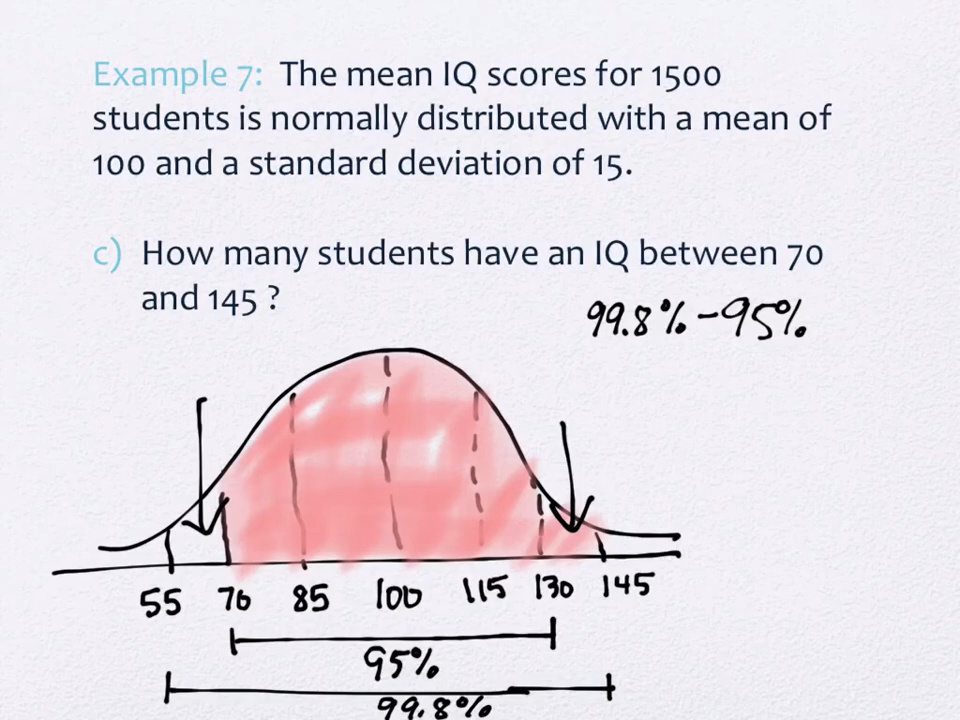 Example 7: The mean IQ scores for 1500
students is normally distributed with a mean of
100 and a standard deviation of 15.
c) How many students have an IQ between 70
and 145 ?
99.8% - 95%
55 70 85 100 115 130 145
95%
99.8%